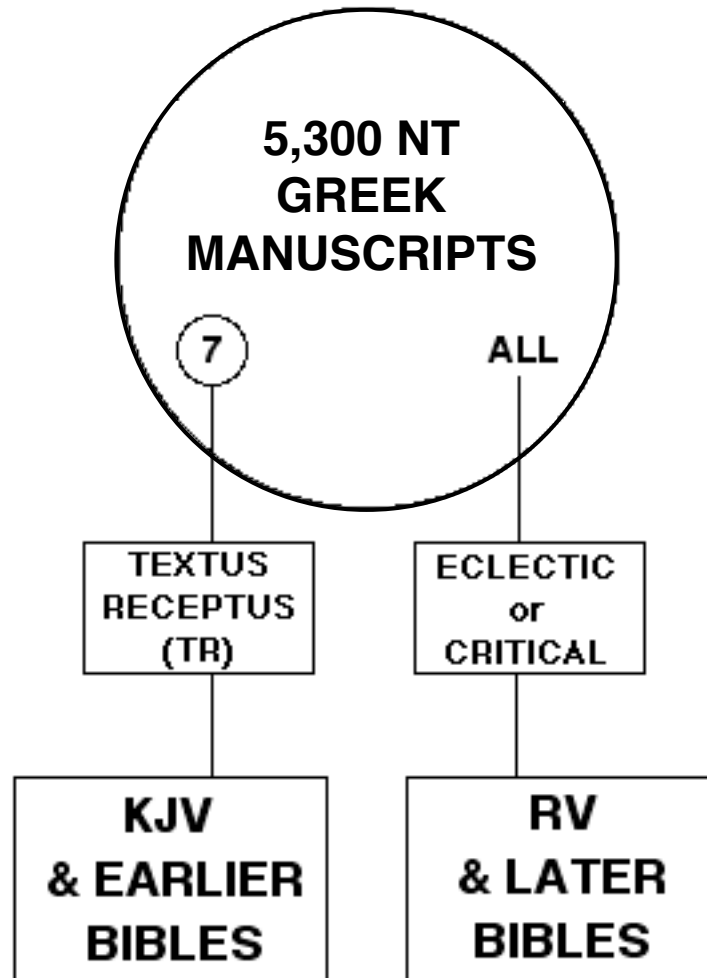 5,300 NT
GREEK
MANUSCRIPTS
7
ALL
TEXTUS
RECEPTUS
(TR)
ECLECTIC
or
CRITICAL
KJV
& EARLIER
BIBLES
RV
& LATER
BIBLES